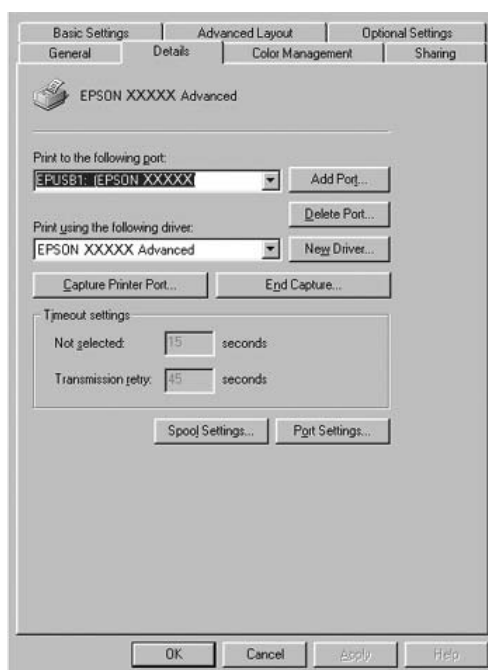 Basic Settings Advanced Layout Optional Settings
General Details Color Management Sharing
EPSON XXXXX Advanced
Print to the following port:
EPUSB1: (EPSON XXXXX Add Port...
Delete Port...
Print using the following driver:
EPSON XXXXX Advanced New Driver...
Capture Printer Port... End Capture...
Timeout settings
Not selected: 15 seconds
Transmission retry: 45 seconds
Spool Settings... Port Settings...
OK Cancel Apply Help